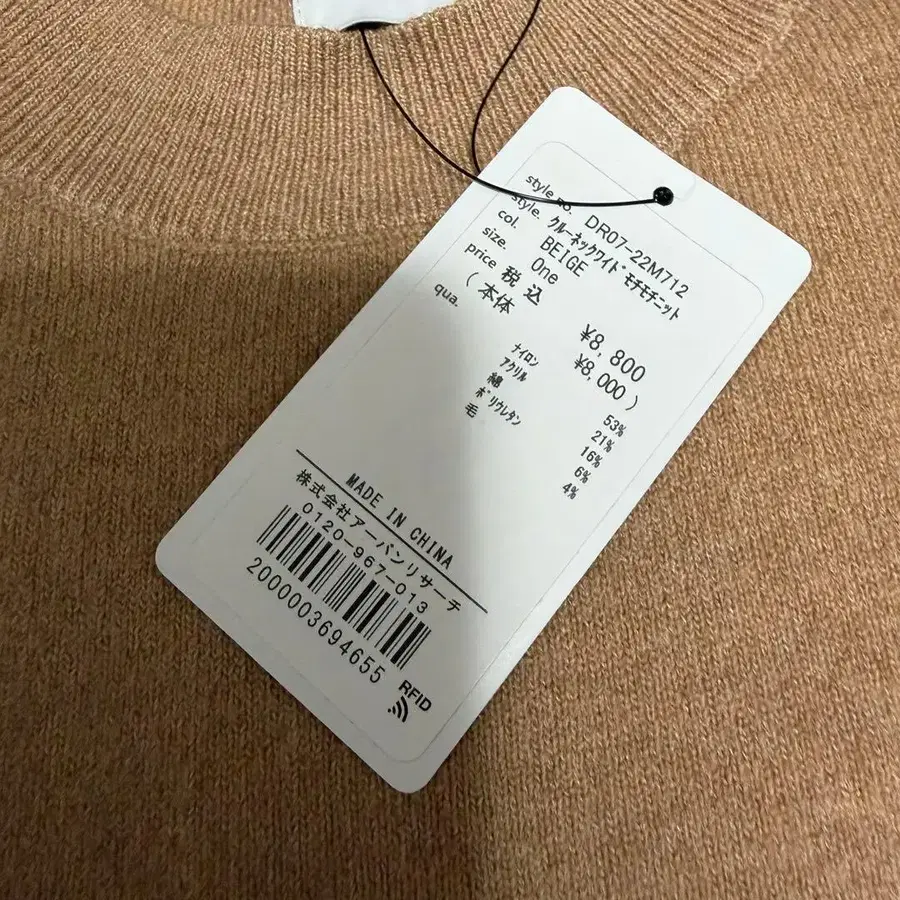 style no. DR07-22M712
style. クルーネックワイドモチモチニット
col. BEIGE
size. One
price 税込 ¥8,800
(本体 ¥8,000)
qua. ナイロン 53%
アクリル 21%
綿 16%
ポリウレタン 6%
毛 4%
MADE IN CHINA
株式会社アーバンリサーチ
0120-967-013
2000003694655
RFID